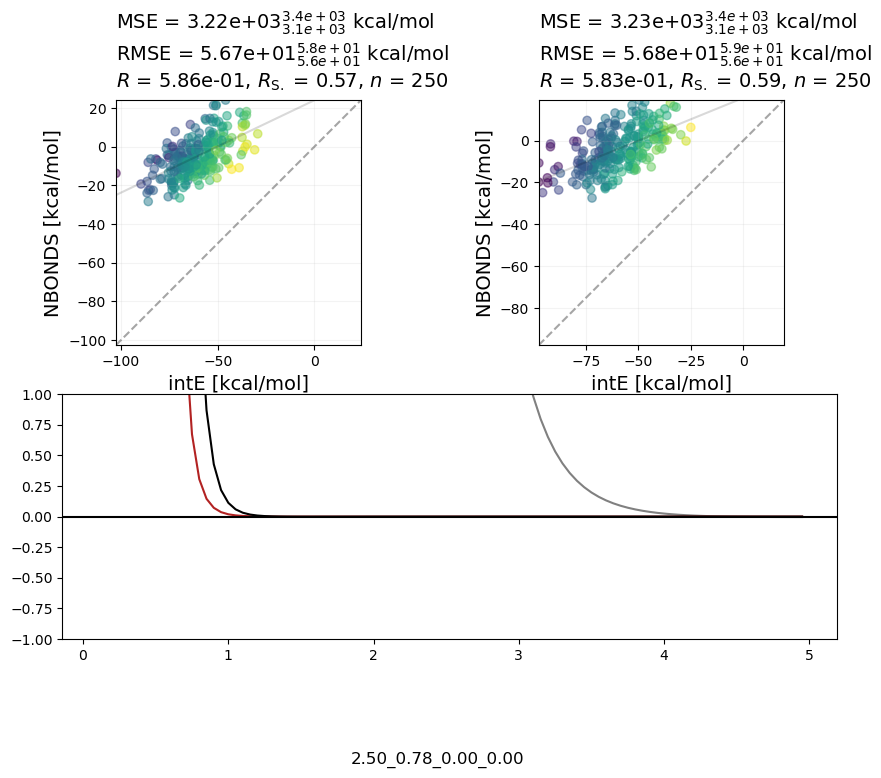 MSE = 3.22e+03$^{3.4e+03}_{3.1e+03}$ kcal/mol
RMSE = 5.67e+01$^{5.8e+01}_{5.6e+01}$ kcal/mol
R = 5.86e-01, R$_{S.}$ = 0.57, n = 250
20
0
−20
−40
−60
−80
−100
NBONDS [kcal/mol]
−100 −50 0
intE [kcal/mol]
MSE = 3.23e+03$^{3.4e+03}_{3.1e+03}$ kcal/mol
RMSE = 5.68e+01$^{5.9e+01}_{5.6e+01}$ kcal/mol
R = 5.83e-01, R$_{S.}$ = 0.59, n = 250
0
−20
−40
−60
−80
NBONDS [kcal/mol]
−75 −50 −25 0
intE [kcal/mol]
1.00
0.75
0.50
0.25
0.00
−0.25
−0.50
−0.75
−1.00
0 1 2 3 4 5
2.50_0.78_0.00_0.00